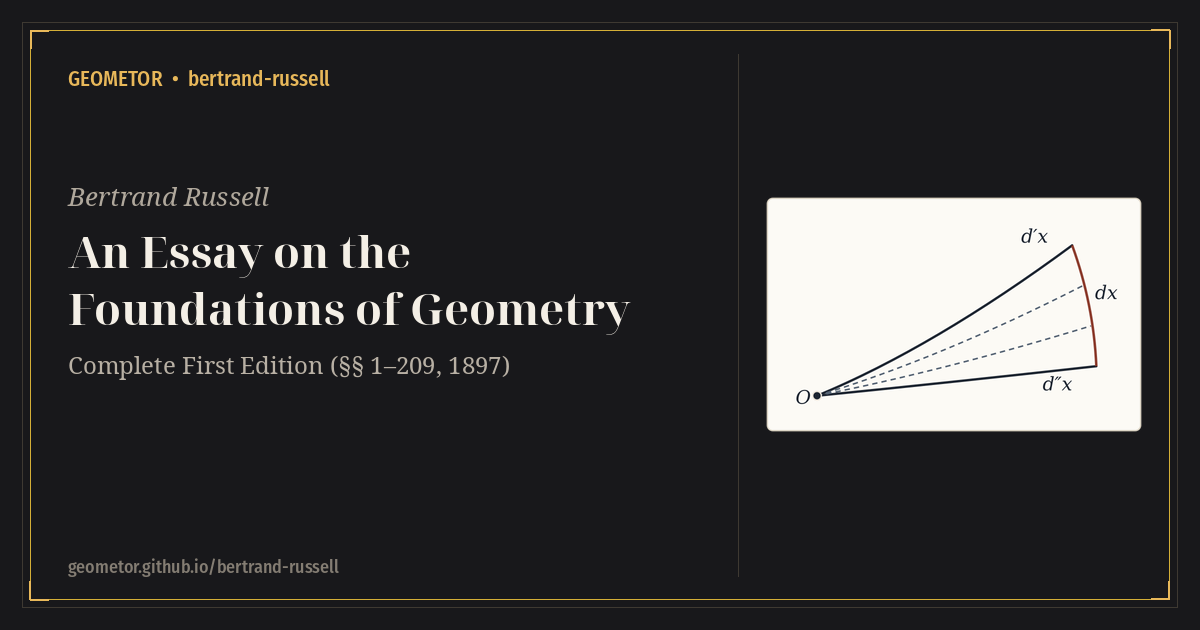 GEOMETOR • bertrand-russell
Bertrand Russell
An Essay on the
Foundations of Geometry
Complete First Edition (§§ 1–209, 1897)
geometor.github.io/bertrand-russell
d′x
dx
d″x
O